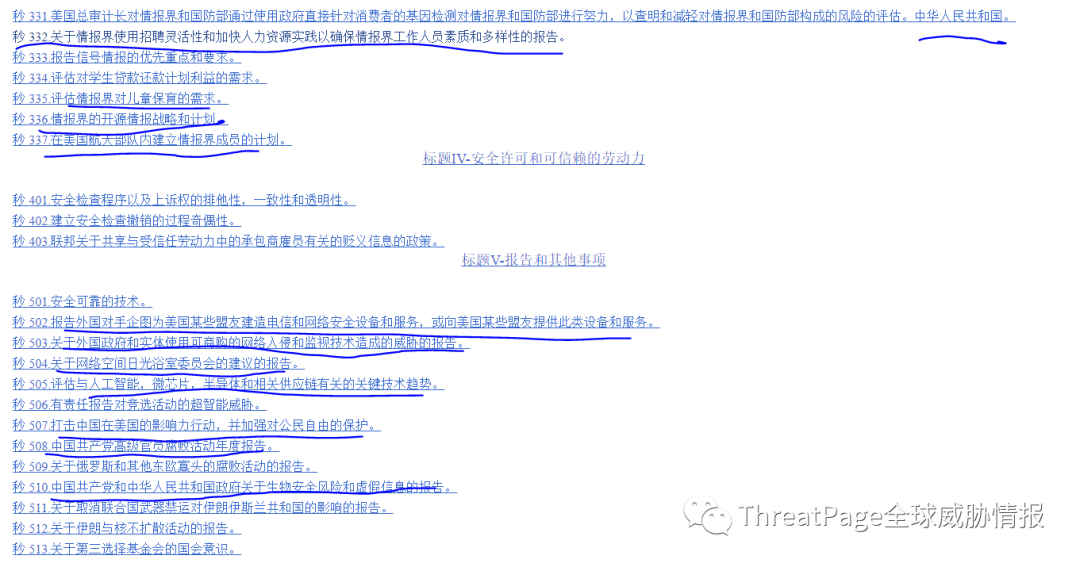 秒 331.美国总审计长对情报界和国防部通过使用政府直接针对消费者的基因检测对情报界和国防部进行努力，以查明和减轻对情报界和国防部构成的风险的评估。中华人民共和国。
秒 332.关于情报界使用招聘灵活性和加快人力资源实践以确保情报界工作人员素质和多样性的报告。
秒 333.报告信号情报的优先重点和要求。
秒 334.评估对学生贷款还款计划利益的需求。
秒 335.评估情报界对儿童保育的需求。
秒 336.情报界的开源情报战略和计划。
秒 337.在美国航天部队内建立情报界成员的计划。
标题IV-安全许可和可信赖的劳动力
秒 401.安全检查程序以及上诉权的排他性，一致性和透明性。
秒 402.建立安全检查撤销的过程奇偶性。
秒 403.联邦关于共享与受信任劳动力中的承包商雇员有关的贬义信息的政策。
标题V-报告和其他事项
秒 501.安全可靠的技术。
秒 502.报告外国对手企图为美国某些盟友建造电信和网络安全设备和服务，或向美国某些盟友提供此类设备和服务。
秒 503.关于外国政府和实体使用可商购的网络入侵和监视技术造成的威胁的报告。
秒 504.关于网络空间日光浴室委员会的建议的报告。
秒 505.评估与人工智能，微芯片，半导体和相关供应链有关的关键技术趋势。
秒 506.有责任报告对竞选活动的超智能威胁。
秒 507.打击中国在美国的影响力行动，并加强对公民自由的保护。
秒 508.中国共产党高级官员腐败活动年度报告。
秒 509.关于俄罗斯和其他东欧寡头的腐败活动的报告。
秒 510.中国共产党和中华人民共和国政府关于生物安全风险和虚假信息的报告。
秒 511.关于取消联合国武器禁运对伊朗伊斯兰共和国的影响的报告。
秒 512.关于伊朗与核不扩散活动的报告。
秒 513.关于第三选择基金会的国会意识。
ThreatPage全球威胁情报